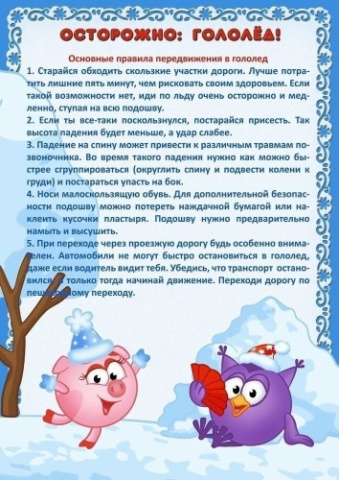 ОСТОРОЖНО: ГОЛОЛЁД!
Основные правила передвижения в гололед
1. Старайся обходить скользкие участки дороги. Лучше потра-
тить лишние пять минут, чем рисковать своим здоровьем. Если
такой возможности нет, иди по льду очень осторожно и мед-
ленно, ступая на всю подошву.
2. Если ты все-таки поскользнулся, постарайся присесть. Так
высота падения будет меньше, а удар слабее.
3. Падение на спину может привести к различным травмам по-
звоночника. Во время такого падения нужно как можно бы-
стрее сгруппироваться (округлить спину и подвести колени к
груди) и постараться упасть на бок.
4. Носи малоскользящую обувь. Для дополнительной безопас-
ности подошву можно потереть наждачной бумагой или на-
клеить кусочки пластыря. Подошву нужно предварительно
намыть и высушить.
5. При переходе через проезжую дорогу будь особенно внима-
телен. Автомобили не могут быстро остановиться в гололед,
даже если водитель видит тебя. Убедись, что транспорт остано-
вился, и только тогда начинай движение. Переходи дорогу по
пешеходному переходу.